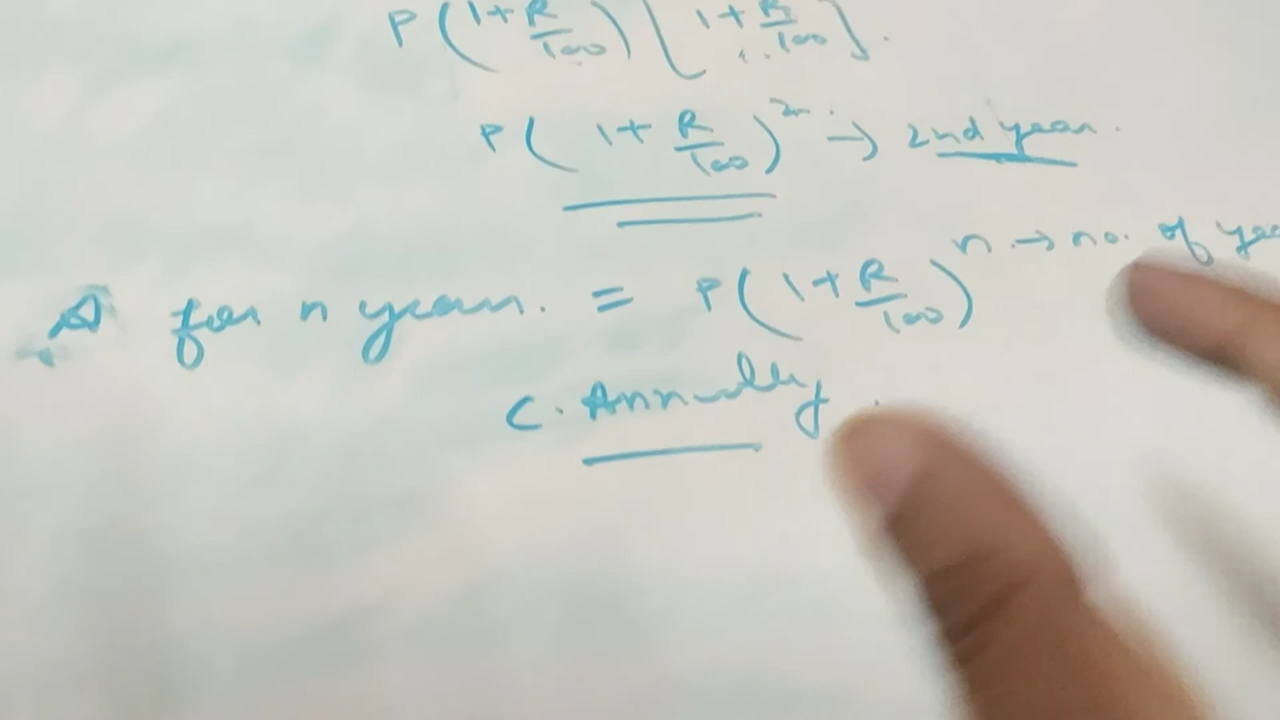 P(1+R/100)[1+R/100].
P(1+R/100)^2 → 2nd year.
A for n years. = P(1+R/100)^n → no. of yea
C. Annually.